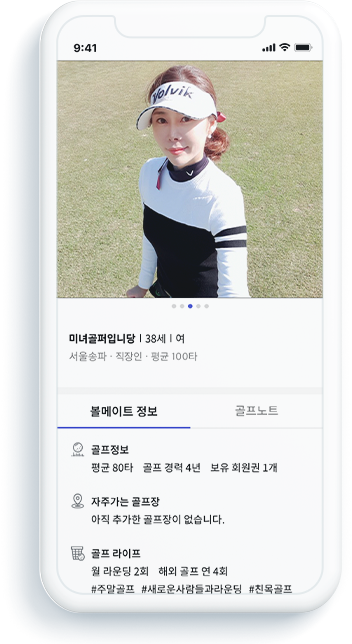 9:41
Volvik
미녀골퍼입니당 | 38세 | 여
서울송파 · 직장인 · 평균 100타
볼메이트 정보
골프노트
골프정보
평균 80타 골프 경력 4년 보유 회원권 1개
자주가는 골프장
아직 추가한 골프장이 없습니다.
골프 라이프
월 라운딩 2회 해외 골프 연 4회
#주말골프 #새로운사람들과라운딩 #친목골프